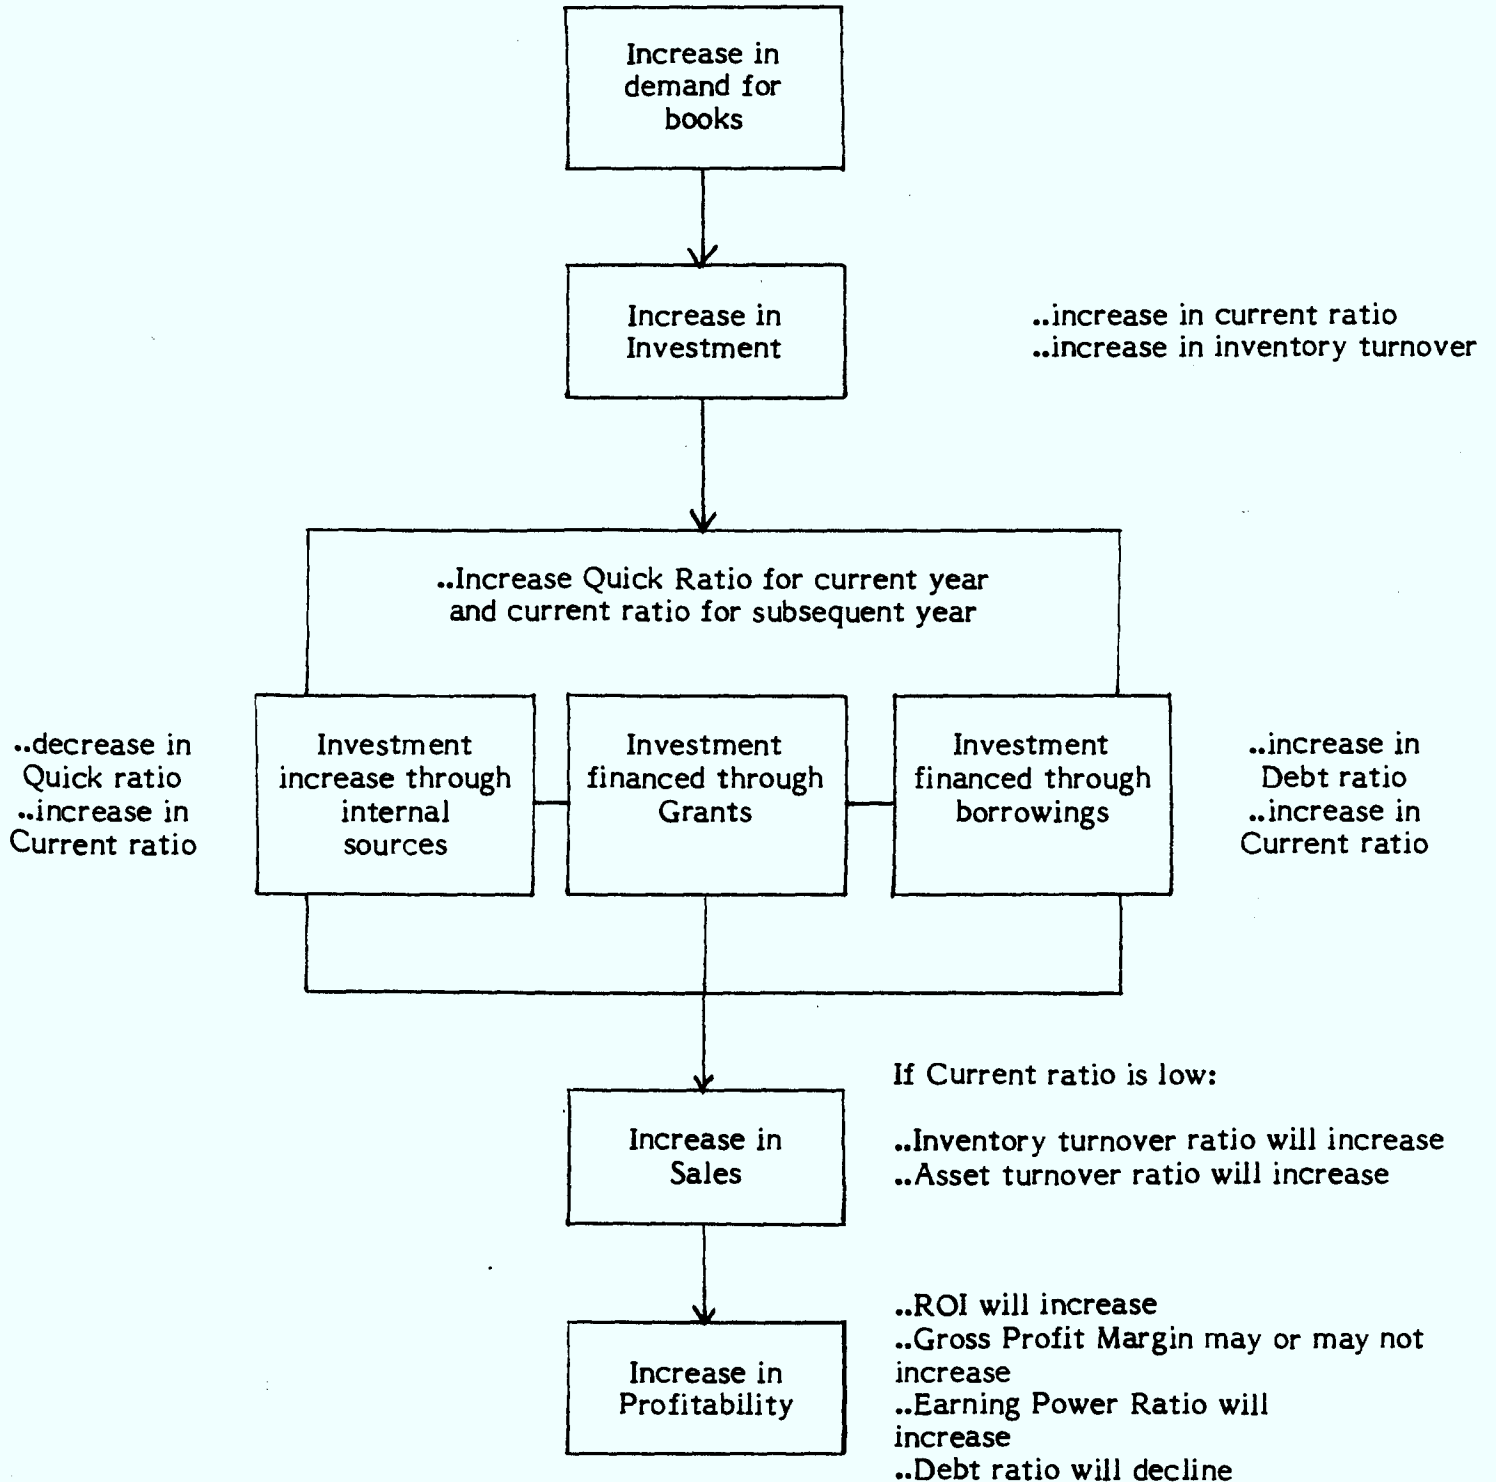 Increase in
demand for
books
Increase in
Investment
..increase in current ratio
..increase in inventory turnover
..Increase Quick Ratio for current year
and current ratio for subsequent year
..decrease in
Quick ratio
..increase in
Current ratio
Investment
increase through
internal
sources
Investment
financed through
Grants
Investment
financed through
borrowings
..increase in
Debt ratio
..increase in
Current ratio
If Current ratio is low:
Increase in
Sales
..Inventory turnover ratio will increase
..Asset turnover ratio will increase
Increase in
Profitability
..ROI will increase
..Gross Profit Margin may or may not
increase
..Earning Power Ratio will
increase
..Debt ratio will decline